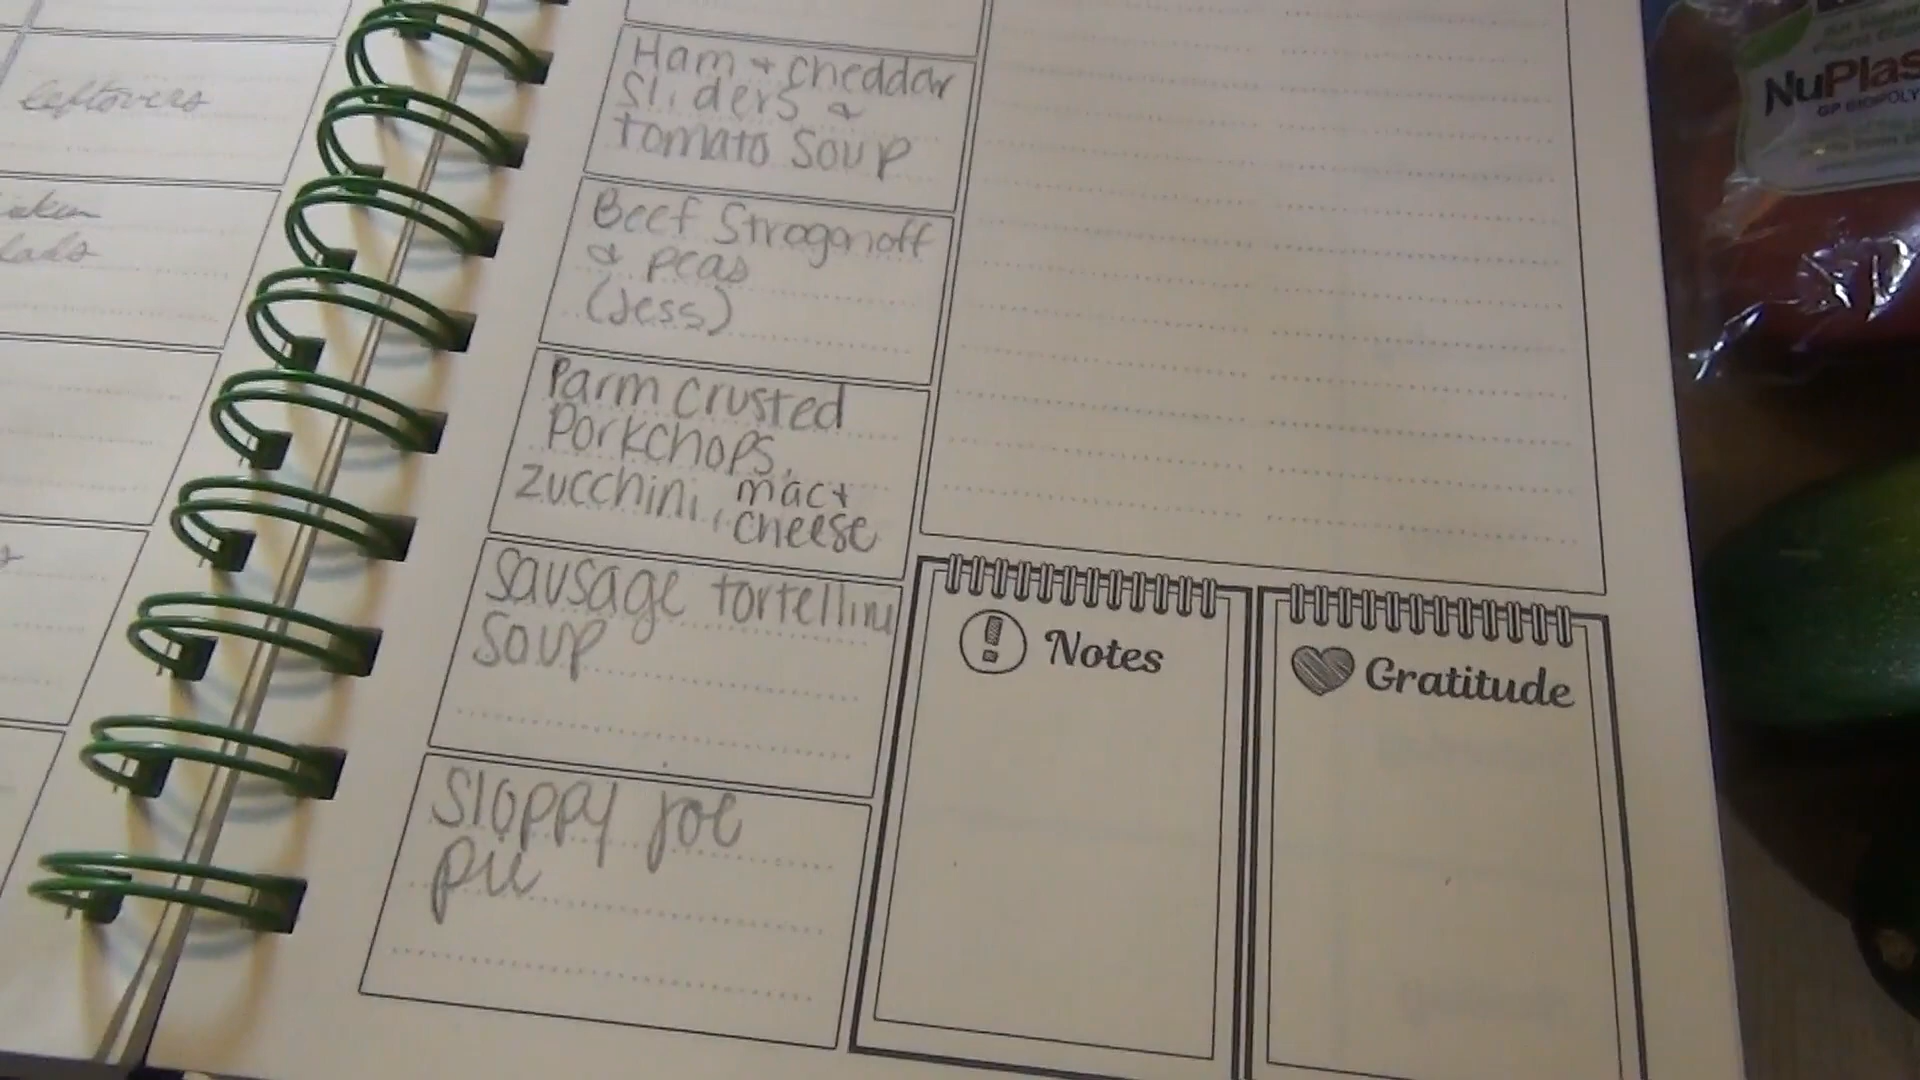 leftovers
Ham + cheddar
Sliders &
tomato Soup
Beef Stroganoff
& peas
(Jess)
Parm crusted
Porkchops,
zucchini, mac +
cheese
Sausage tortellini
Soup
Sloppy Joe
pie
! Notes
Gratitude
NuPlas